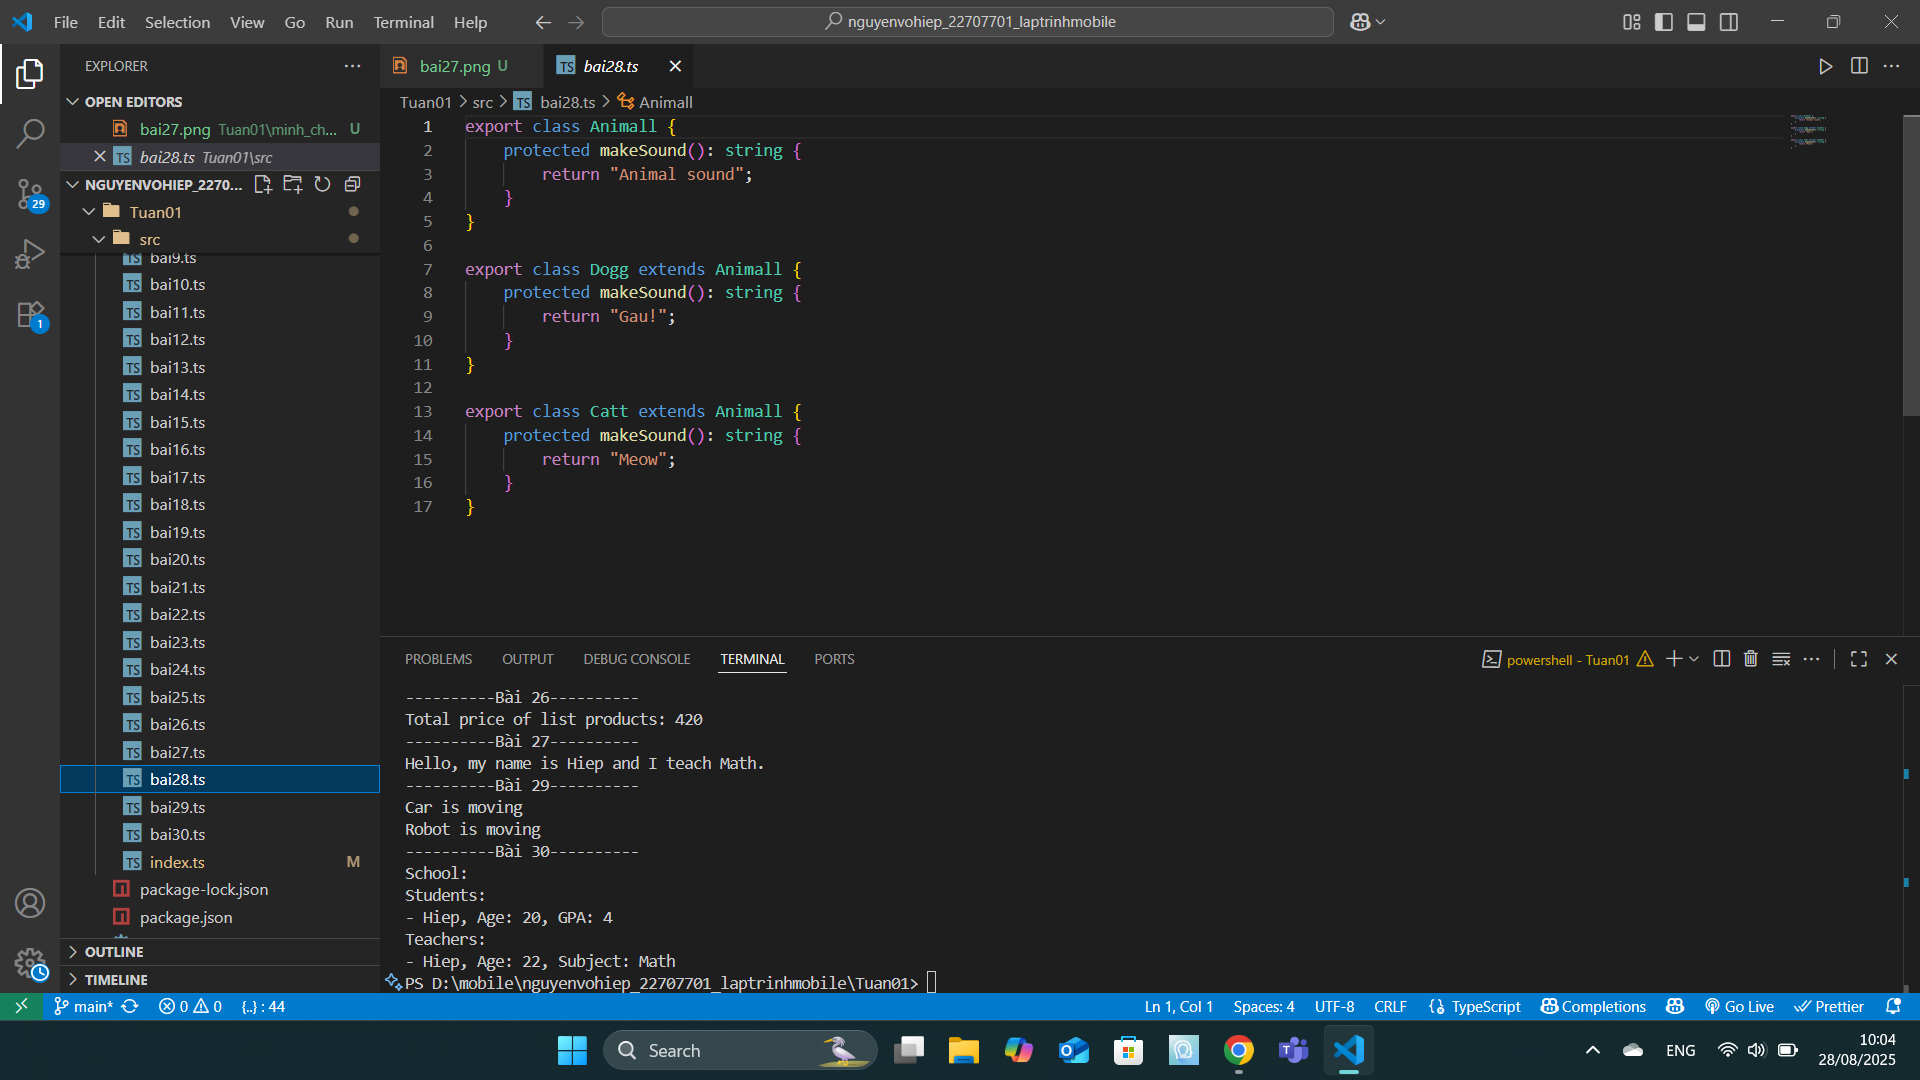 File Edit Selection View Go Run Terminal Help
nguyenvohiep_22707701_laptrinhmobile
EXPLORER
OPEN EDITORS
bai27.png Tuan01\minh_ch... U
bai28.ts Tuan01\src
NGUYENVOHIEP_2270...
Tuan01
src
bai9.ts
bai10.ts
bai11.ts
bai12.ts
bai13.ts
bai14.ts
bai15.ts
bai16.ts
bai17.ts
bai18.ts
bai19.ts
bai20.ts
bai21.ts
bai22.ts
bai23.ts
bai24.ts
bai25.ts
bai26.ts
bai27.ts
bai28.ts
bai29.ts
bai30.ts
index.ts M
package-lock.json
package.json
OUTLINE
TIMELINE
29
1
bai27.png U
TS bai28.ts
Tuan01 > src > TS bai28.ts > Animall
1 export class Animall {
2 protected makeSound(): string {
3 return "Animal sound";
4 }
5 }
6
7 export class Dogg extends Animall {
8 protected makeSound(): string {
9 return "Gau!";
10 }
11 }
12
13 export class Catt extends Animall {
14 protected makeSound(): string {
15 return "Meow";
16 }
17 }
PROBLEMS OUTPUT DEBUG CONSOLE TERMINAL PORTS
powershell - Tuan01
----------Bài 26----------
Total price of list products: 420
----------Bài 27----------
Hello, my name is Hiep and I teach Math.
----------Bài 29----------
Car is moving
Robot is moving
----------Bài 30----------
School:
Students:
- Hiep, Age: 20, GPA: 4
Teachers:
- Hiep, Age: 22, Subject: Math
PS D:\mobile\nguyenvohiep_22707701_laptrinhmobile\Tuan01>
main* 0 0 {..} : 44
Ln 1, Col 1 Spaces: 4 UTF-8 CRLF {} TypeScript Completions Go Live Prettier
Search
ENG
10:04
28/08/2025